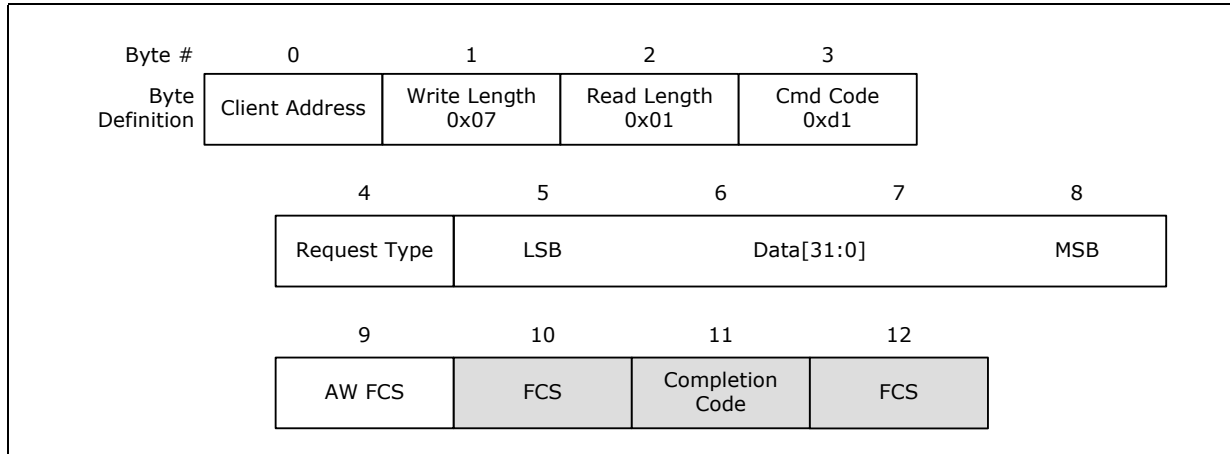 Byte # 0 1 2 3
Byte Definition Client Address Write Length 0x07 Read Length 0x01 Cmd Code 0xd1
4 5 6 7 8
Request Type LSB Data[31:0] MSB
9 10 11 12
AW FCS FCS Completion Code FCS